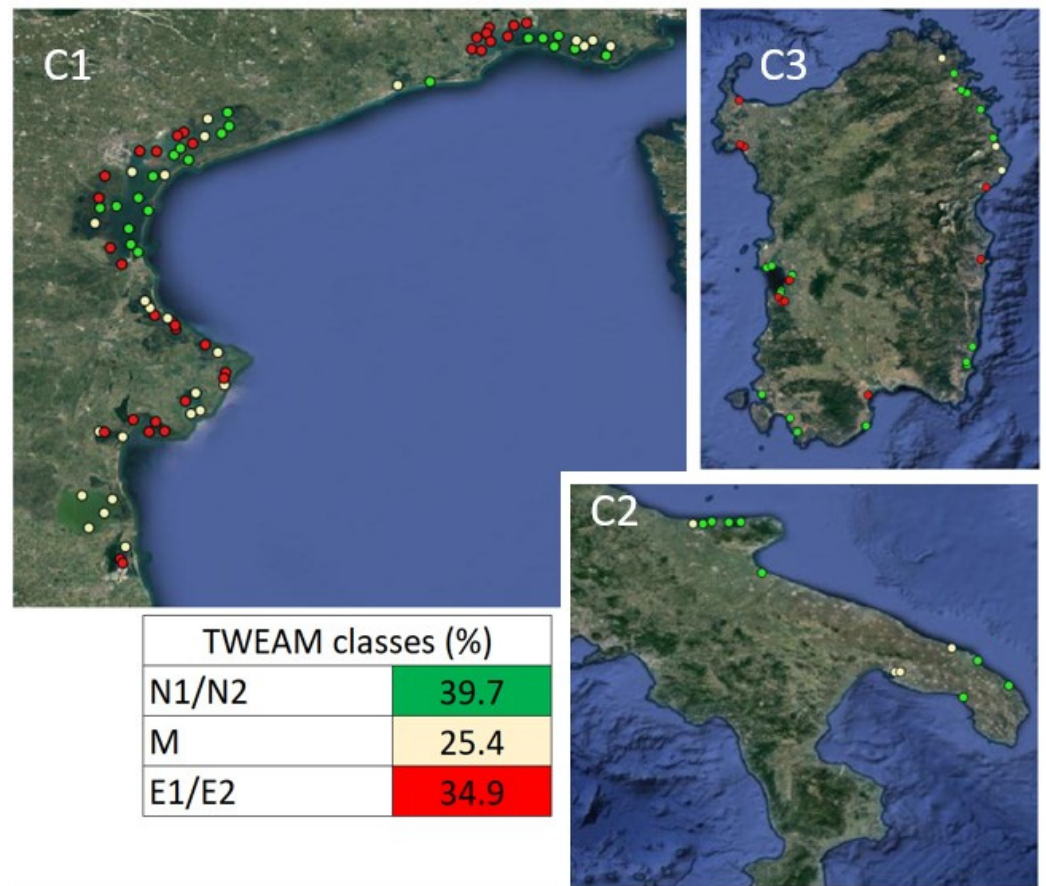 C1
C3
C2
TWEAM classes (%)
N1/N2 39.7
M 25.4
E1/E2 34.9